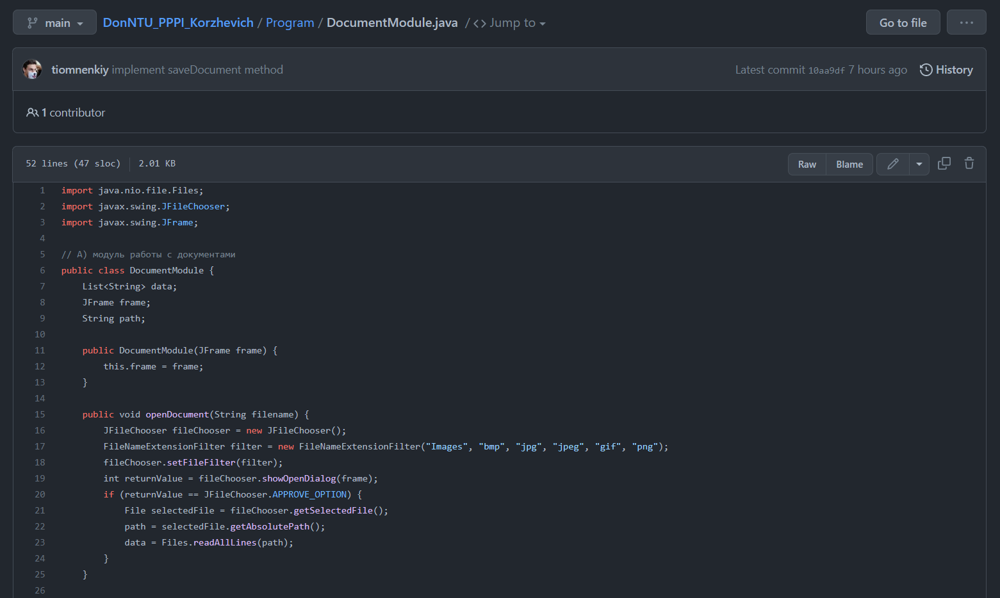 main DonNTU_PPPI_Korzhevich / Program / DocumentModule.java / <> Jump to Go to file ...
tiomnenkiy implement saveDocument method Latest commit 10aa9df 7 hours ago History
1 contributor
52 lines (47 sloc) 2.01 KB Raw Blame
1 import java.nio.file.Files;
2 import javax.swing.JFileChooser;
3 import javax.swing.JFrame;
4
5 // А) модуль работы с документами
6 public class DocumentModule {
7     List<String> data;
8     JFrame frame;
9     String path;
10
11     public DocumentModule(JFrame frame) {
12         this.frame = frame;
13     }
14
15     public void openDocument(String filename) {
16         JFileChooser fileChooser = new JFileChooser();
17         FileNameExtensionFilter filter = new FileNameExtensionFilter("Images", "bmp", "jpg", "jpeg", "gif", "png");
18         fileChooser.setFileFilter(filter);
19         int returnValue = fileChooser.showOpenDialog(frame);
20         if (returnValue == JFileChooser.APPROVE_OPTION) {
21             File selectedFile = fileChooser.getSelectedFile();
22             path = selectedFile.getAbsolutePath();
23             data = Files.readAllLines(path);
24         }
25     }
26